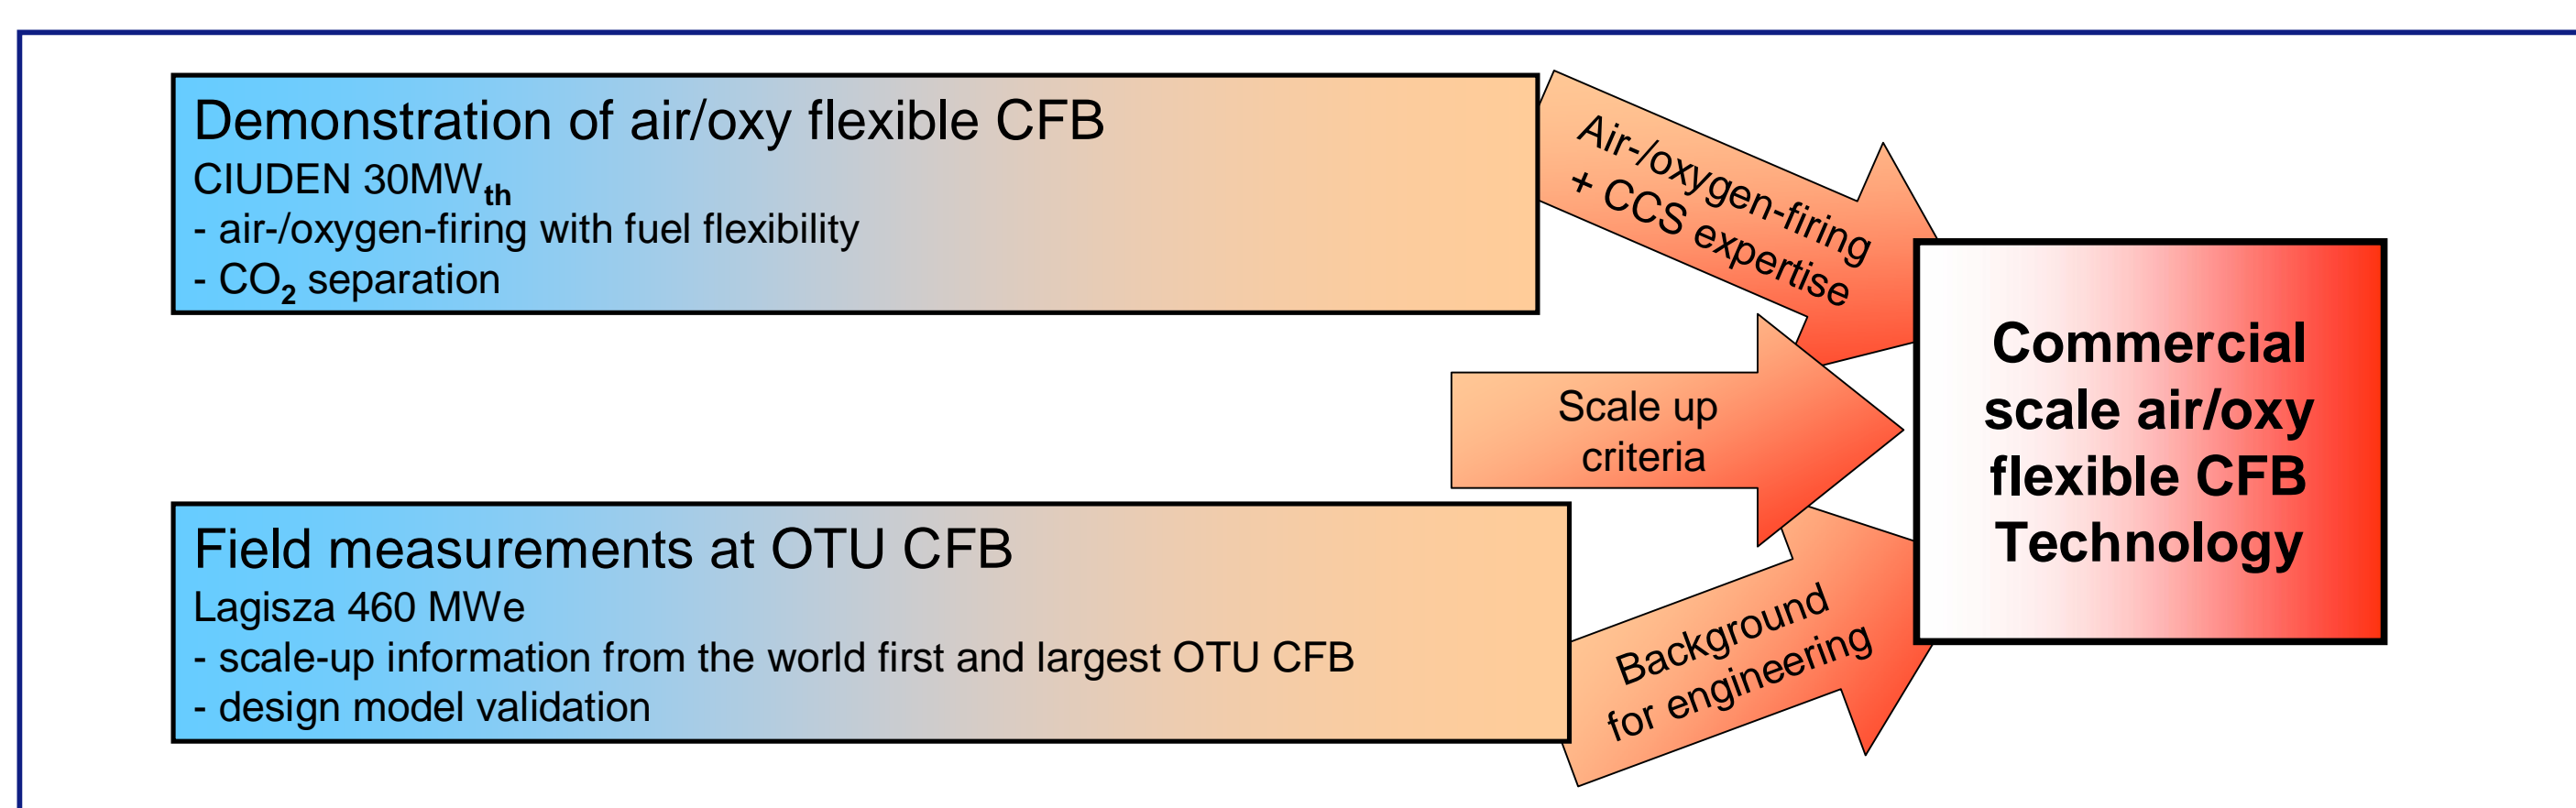 Demonstration of air/oxy flexible CFB
CIUDEN 30MWth
- air-/oxygen-firing with fuel flexibility
- CO2 separation
Air-/oxygen-firing
+ CCS expertise
Scale up
criteria
Field measurements at OTU CFB
Lagisza 460 MWe
- scale-up information from the world first and largest OTU CFB
- design model validation
Background
for engineering
Commercial
scale air/oxy
flexible CFB
Technology